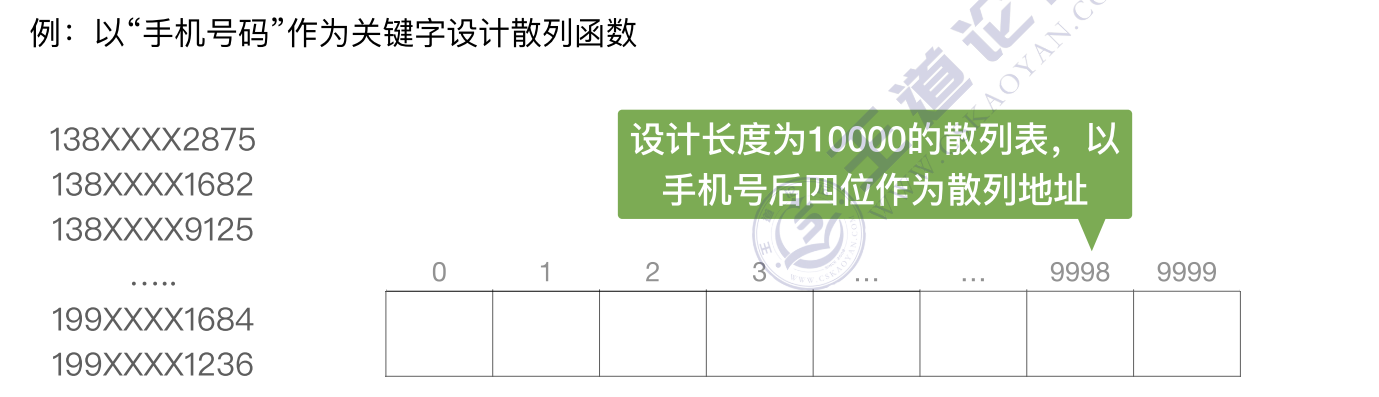 例：以“手机号码”作为关键字设计散列函数
138XXXX2875
138XXXX1682
138XXXX9125
…..
199XXXX1684
199XXXX1236
设计长度为10000的散列表，以
手机号后四位作为散列地址
0 1 2 3 … … 9998 9999
王道论
WWW.CSKAOYAN.CO